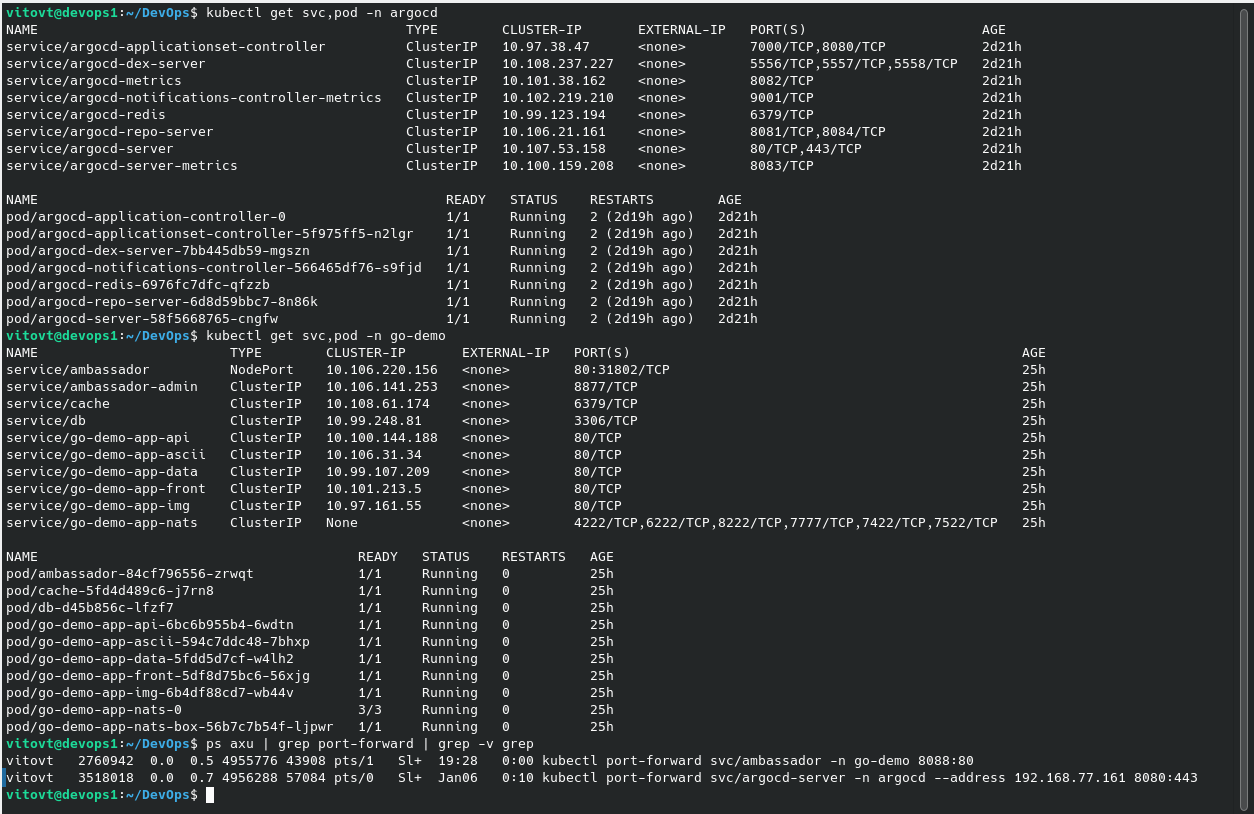 vitovt@devops1:~/DevOps$ kubectl get svc,pod -n argocd
NAME TYPE CLUSTER-IP EXTERNAL-IP PORT(S) AGE
service/argocd-applicationset-controller ClusterIP 10.97.38.47 <none> 7000/TCP,8080/TCP 2d21h
service/argocd-dex-server ClusterIP 10.108.237.227 <none> 5556/TCP,5557/TCP,5558/TCP 2d21h
service/argocd-metrics ClusterIP 10.101.38.162 <none> 8082/TCP 2d21h
service/argocd-notifications-controller-metrics ClusterIP 10.102.219.210 <none> 9001/TCP 2d21h
service/argocd-redis ClusterIP 10.99.123.194 <none> 6379/TCP 2d21h
service/argocd-repo-server ClusterIP 10.106.21.161 <none> 8081/TCP,8084/TCP 2d21h
service/argocd-server ClusterIP 10.107.53.158 <none> 80/TCP,443/TCP 2d21h
service/argocd-server-metrics ClusterIP 10.100.159.208 <none> 8083/TCP 2d21h
NAME READY STATUS RESTARTS AGE
pod/argocd-application-controller-0 1/1 Running 2 (2d19h ago) 2d21h
pod/argocd-applicationset-controller-5f975ff5-n2lgr 1/1 Running 2 (2d19h ago) 2d21h
pod/argocd-dex-server-7bb445db59-mgszn 1/1 Running 2 (2d19h ago) 2d21h
pod/argocd-notifications-controller-566465df76-s9fjd 1/1 Running 2 (2d19h ago) 2d21h
pod/argocd-redis-6976fc7dfc-qfzzb 1/1 Running 2 (2d19h ago) 2d21h
pod/argocd-repo-server-6d8d59bbc7-8n86k 1/1 Running 2 (2d19h ago) 2d21h
pod/argocd-server-58f5668765-cngfw 1/1 Running 2 (2d19h ago) 2d21h
vitovt@devops1:~/DevOps$ kubectl get svc,pod -n go-demo
NAME TYPE CLUSTER-IP EXTERNAL-IP PORT(S) AGE
service/ambassador NodePort 10.106.220.156 <none> 80:31802/TCP 25h
service/ambassador-admin ClusterIP 10.106.141.253 <none> 8877/TCP 25h
service/cache ClusterIP 10.108.61.174 <none> 6379/TCP 25h
service/db ClusterIP 10.99.248.81 <none> 3306/TCP 25h
service/go-demo-app-api ClusterIP 10.100.144.188 <none> 80/TCP 25h
service/go-demo-app-ascii ClusterIP 10.106.31.34 <none> 80/TCP 25h
service/go-demo-app-data ClusterIP 10.99.107.209 <none> 80/TCP 25h
service/go-demo-app-front ClusterIP 10.101.213.5 <none> 80/TCP 25h
service/go-demo-app-img ClusterIP 10.97.161.55 <none> 80/TCP 25h
service/go-demo-app-nats ClusterIP None <none> 4222/TCP,6222/TCP,8222/TCP,7777/TCP,7422/TCP,7522/TCP 25h
NAME READY STATUS RESTARTS AGE
pod/ambassador-84cf796556-zrwqt 1/1 Running 0 25h
pod/cache-5fd4d489c6-j7rn8 1/1 Running 0 25h
pod/db-d45b856c-lfzf7 1/1 Running 0 25h
pod/go-demo-app-api-6bc6b955b4-6wdtn 1/1 Running 0 25h
pod/go-demo-app-ascii-594c7ddc48-7bhxp 1/1 Running 0 25h
pod/go-demo-app-data-5fdd5d7cf-w4lh2 1/1 Running 0 25h
pod/go-demo-app-front-5df8d75bc6-56xjg 1/1 Running 0 25h
pod/go-demo-app-img-6b4df88cd7-wb44v 1/1 Running 0 25h
pod/go-demo-app-nats-0 3/3 Running 0 25h
pod/go-demo-app-nats-box-56b7c7b54f-ljpwr 1/1 Running 0 25h
vitovt@devops1:~/DevOps$ ps axu | grep port-forward | grep -v grep
vitovt 2760942 0.0 0.5 4955776 43908 pts/1 Sl+ 19:28 0:00 kubectl port-forward svc/ambassador -n go-demo 8088:80
vitovt 3518018 0.0 0.7 4956288 57084 pts/0 Sl+ Jan06 0:10 kubectl port-forward svc/argocd-server -n argocd --address 192.168.77.161 8080:443
vitovt@devops1:~/DevOps$